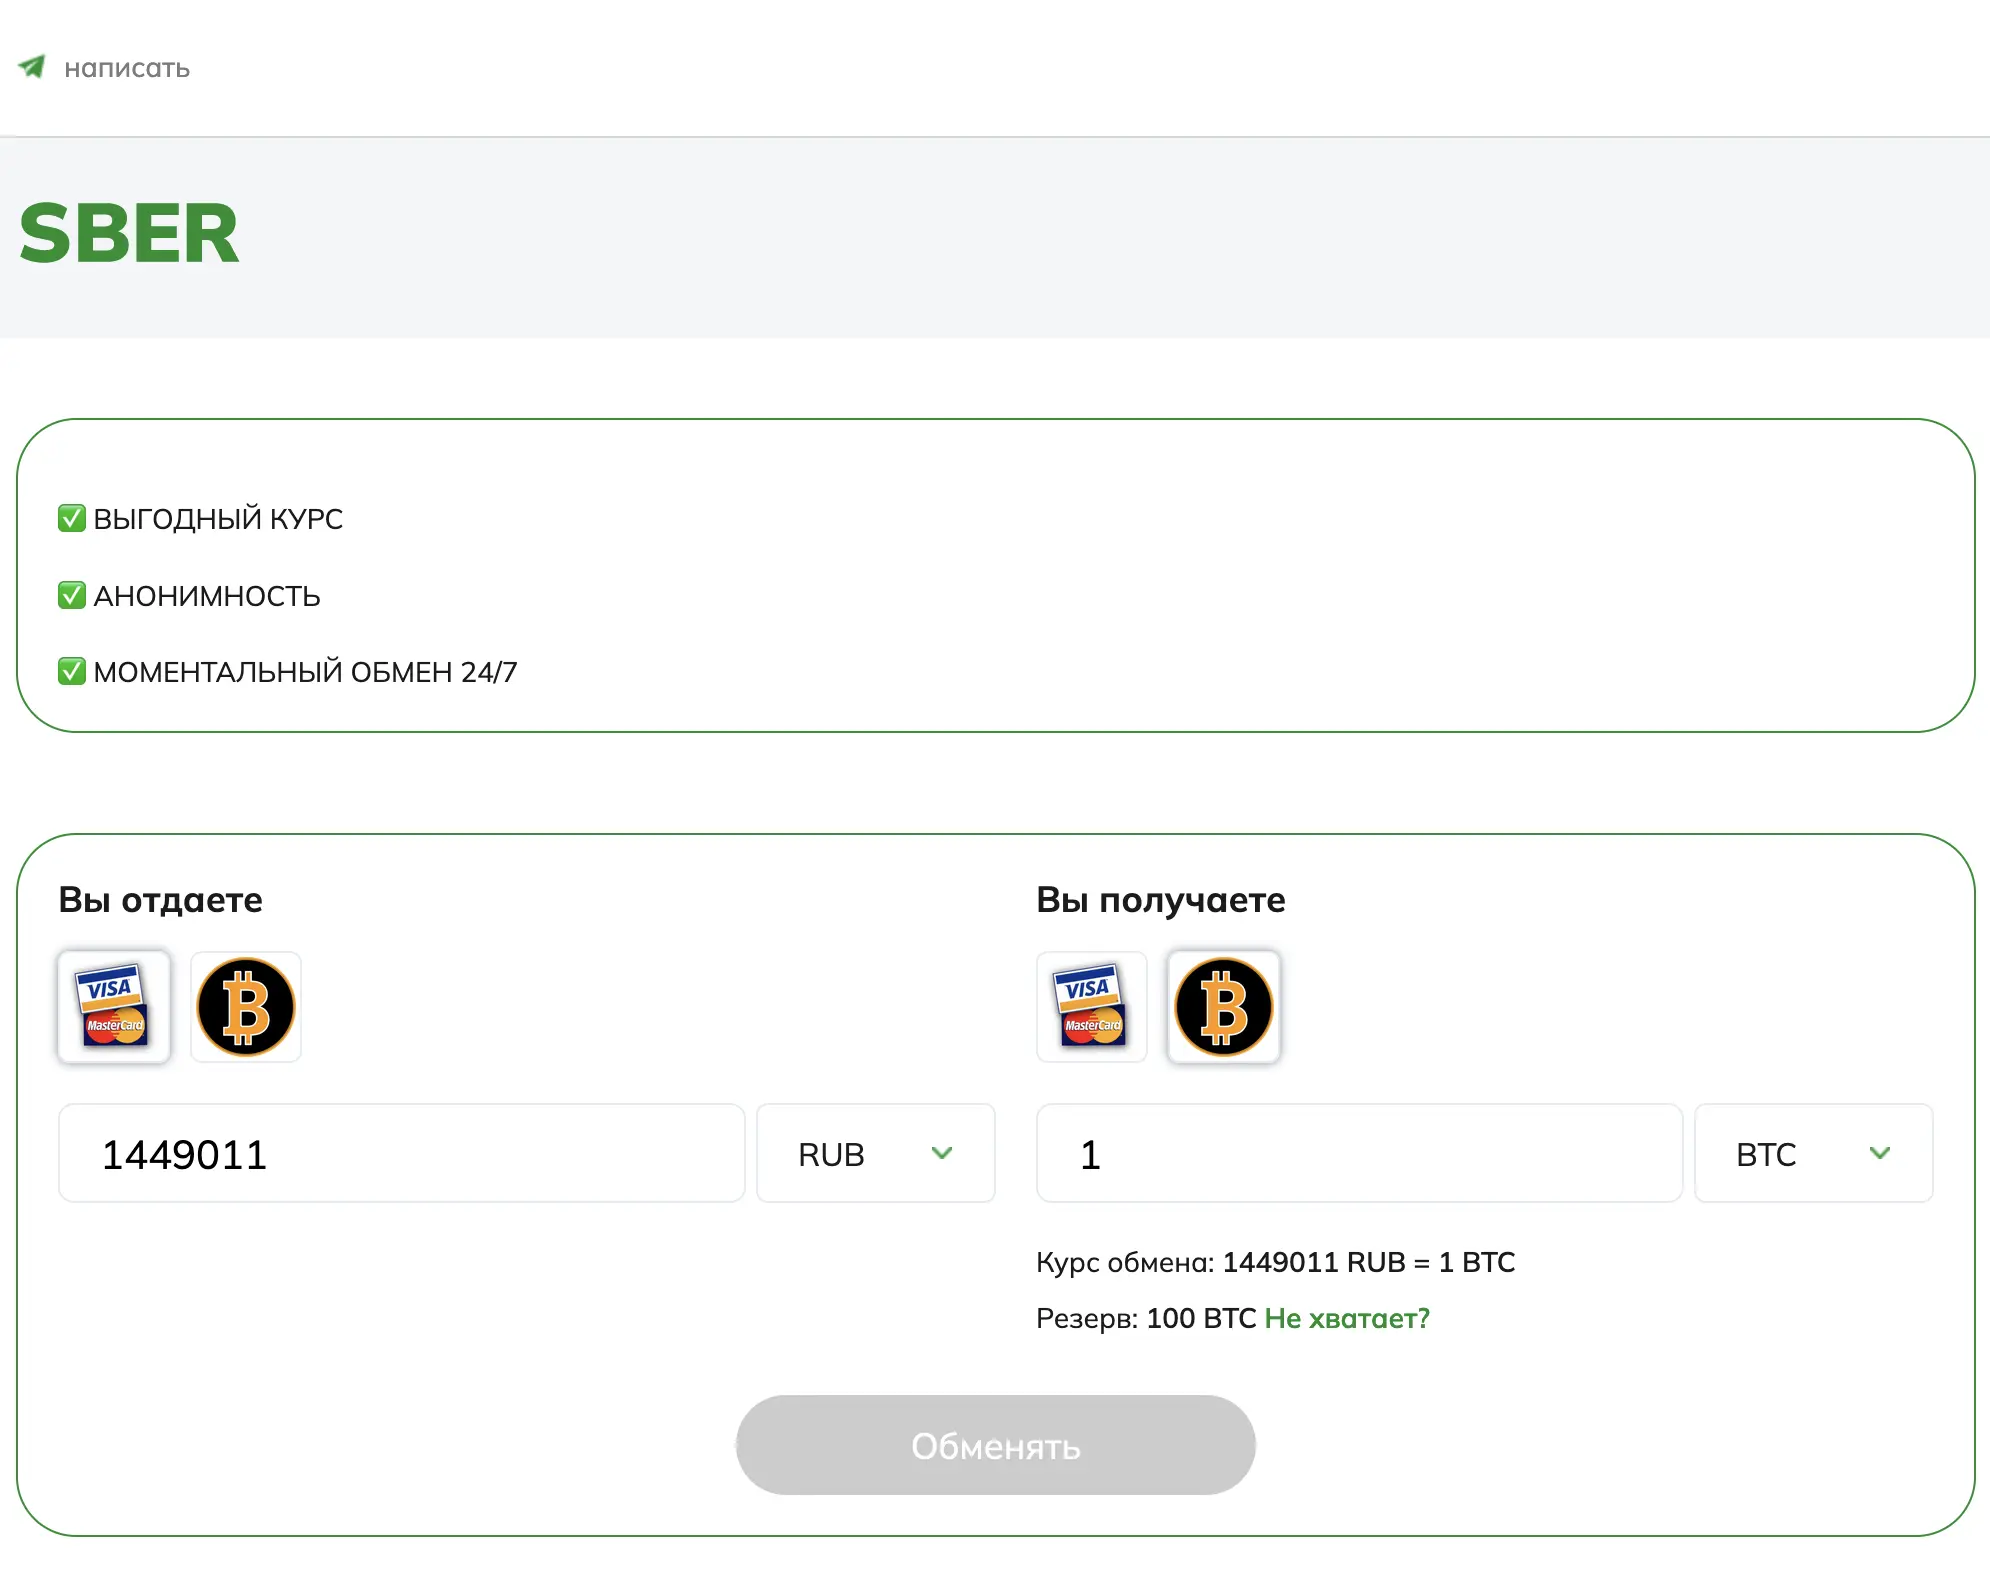 написать
SBER
✅ ВЫГОДНЫЙ КУРС
✅ АНОНИМНОСТЬ
✅ МОМЕНТАЛЬНЫЙ ОБМЕН 24/7
Вы отдаете
VISA
MasterCard
1449011 RUB
Вы получаете
VISA
MasterCard
1 BTC
Курс обмена: 1449011 RUB = 1 BTC
Резерв: 100 BTC Не хватает?
Обменять